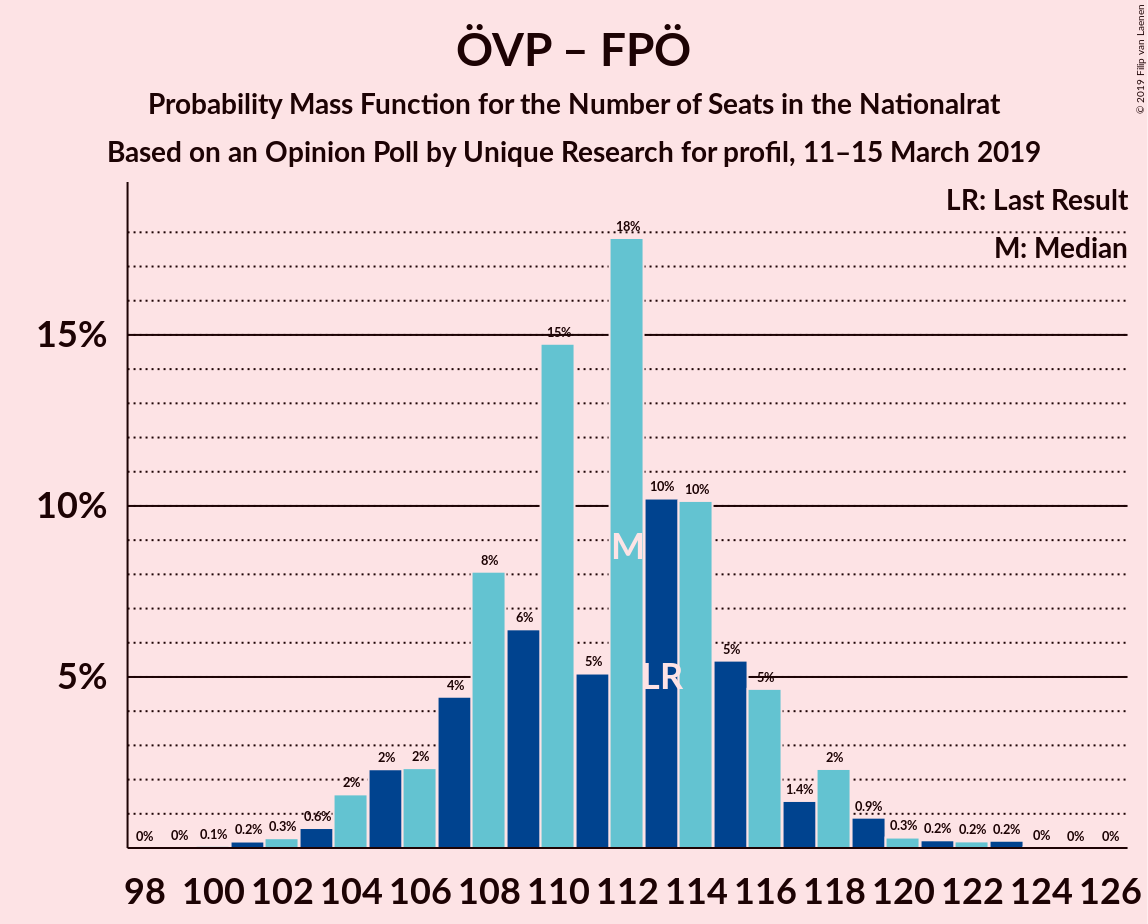 ÖVP – FPÖ
Probability Mass Function for the Number of Seats in the Nationalrat
Based on an Opinion Poll by Unique Research for profil, 11–15 March 2019
© 2019 Filip van Laenen
LR: Last Result
M: Median
15%
10%
5%
0% 0% 0.1% 0.2% 0.3% 0.6% 2% 2% 2% 4% 8% 6% 15% 5% 18% 10% 10% 5% 5% 1.4% 2% 0.9% 0.3% 0.2% 0.2% 0.2% 0% 0% 0%
M
LR
98 100 102 104 106 108 110 112 114 116 118 120 122 124 126